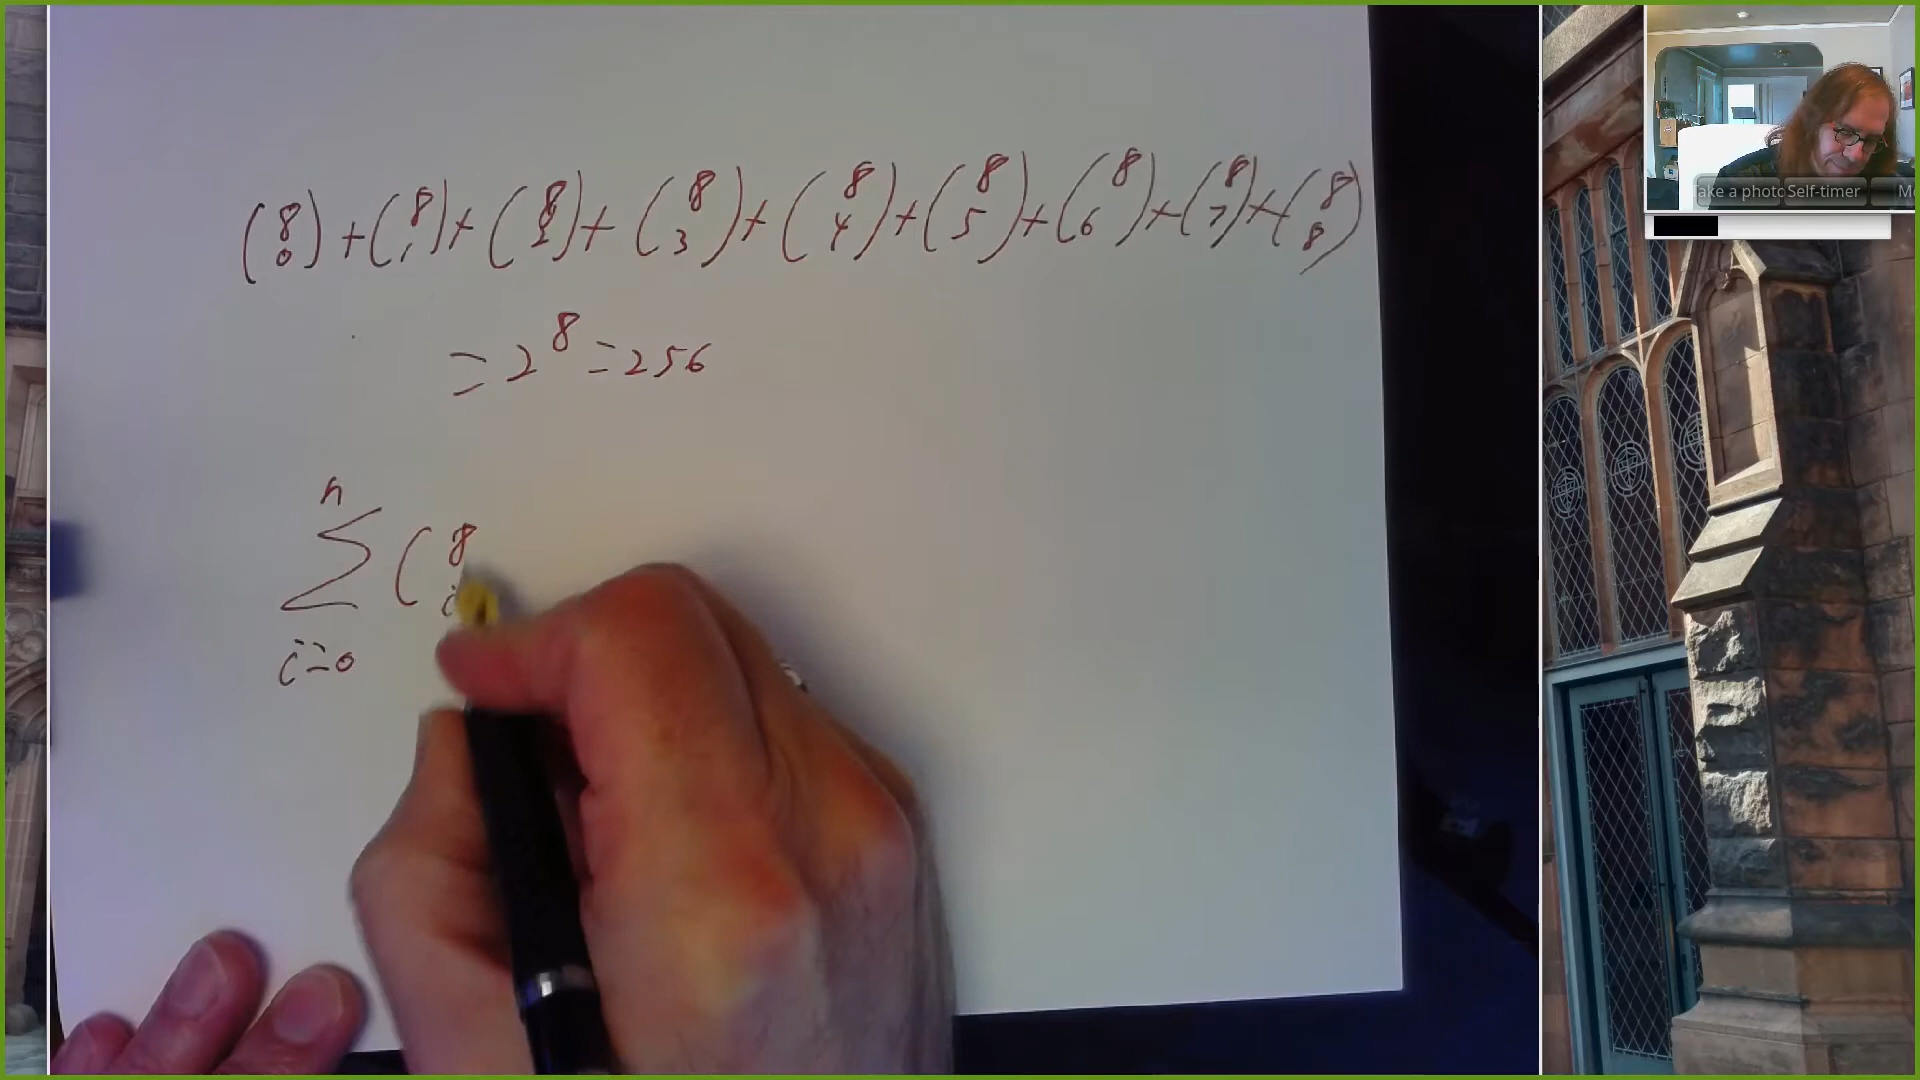 (8 0) + (8 1) + (8 2) + (8 3) + (8 4) + (8 5) + (8 6) + (8 7) + (8 8)
= 2^8 = 256
n
∑ (8 i
i=0
Take a photo Self-timer